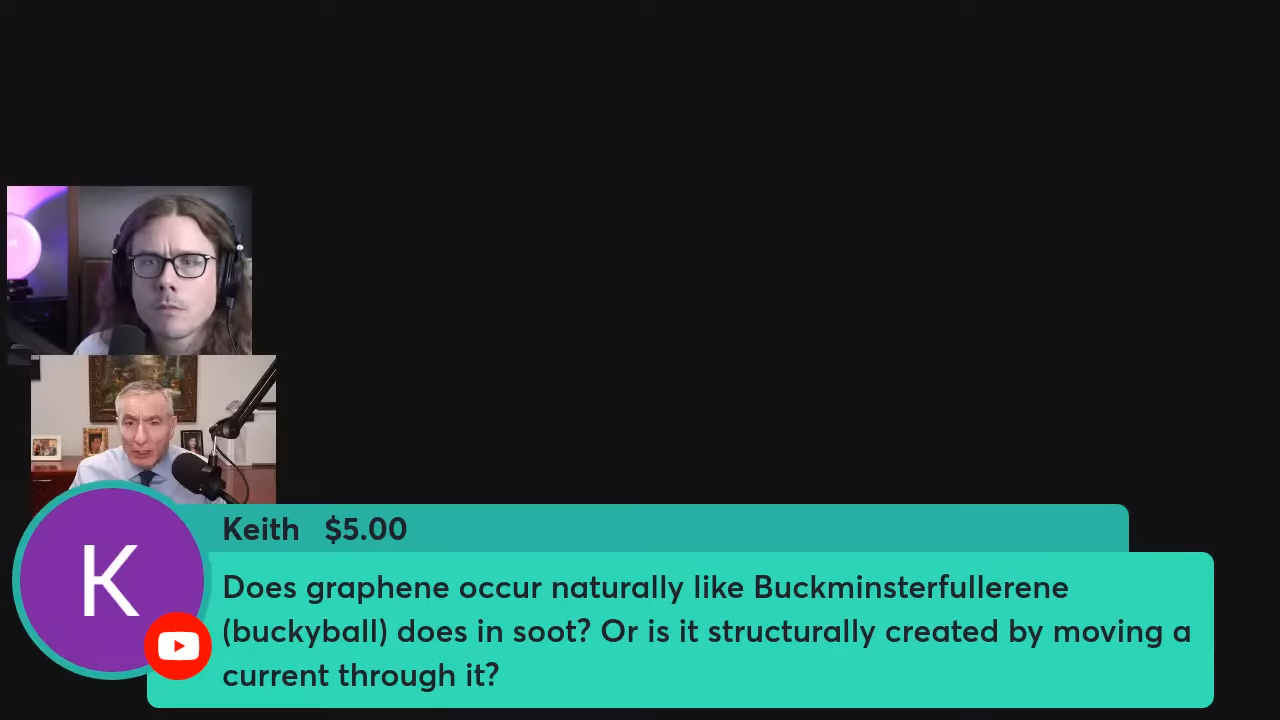 Keith $5.00
Does graphene occur naturally like Buckminsterfullerene
(buckyball) does in soot? Or is it structurally created by moving a
current through it?
K